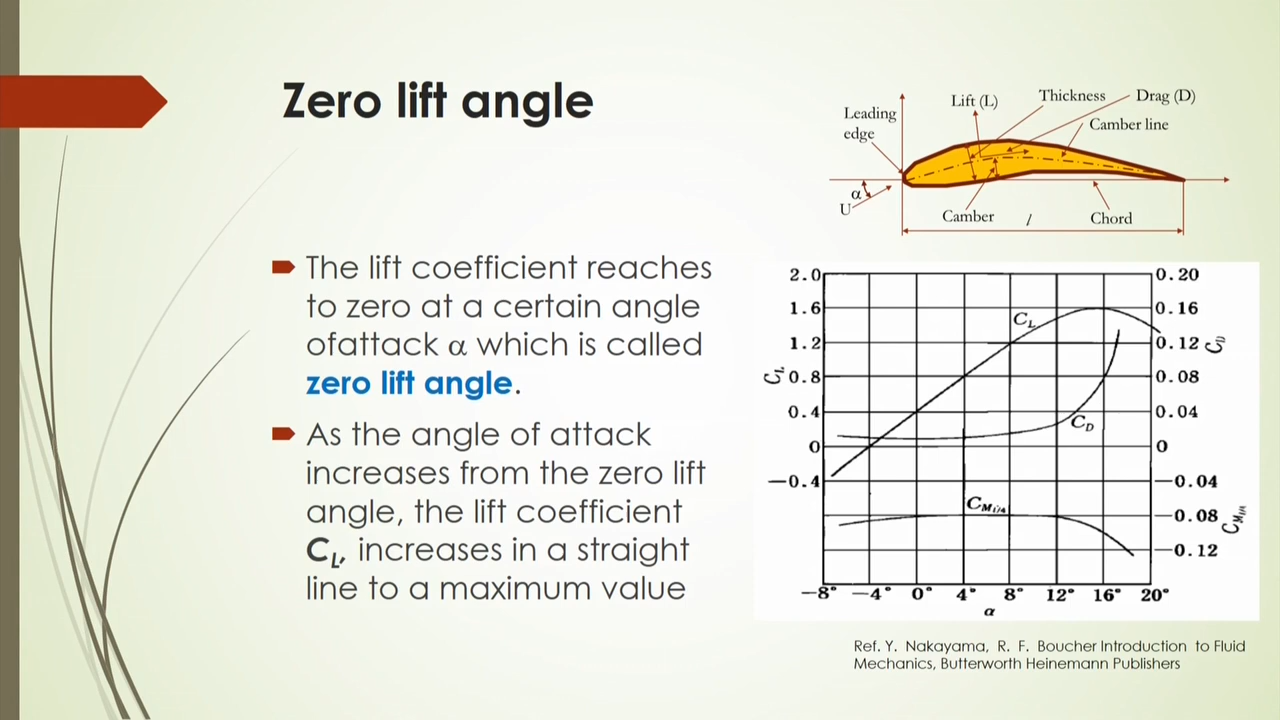 Zero lift angle
Leading
edge
Lift (L)
Thickness
Drag (D)
Camber line
α
U
Camber
l
Chord
The lift coefficient reaches
to zero at a certain angle
ofattack α which is called
zero lift angle.
As the angle of attack
increases from the zero lift
angle, the lift coefficient
CL, increases in a straight
line to a maximum value
2.0
1.6
1.2
0.8
0.4
0
−0.4
CL
CL
CD
CM l/4
0.20
0.16
0.12
0.08
0.04
0
−0.04
−0.08
−0.12
CD
CM l/4
−8° −4° 0° 4° 8° 12° 16° 20°
α
Ref. Y. Nakayama, R. F. Boucher Introduction to Fluid
Mechanics, Butterworth Heinemann Publishers